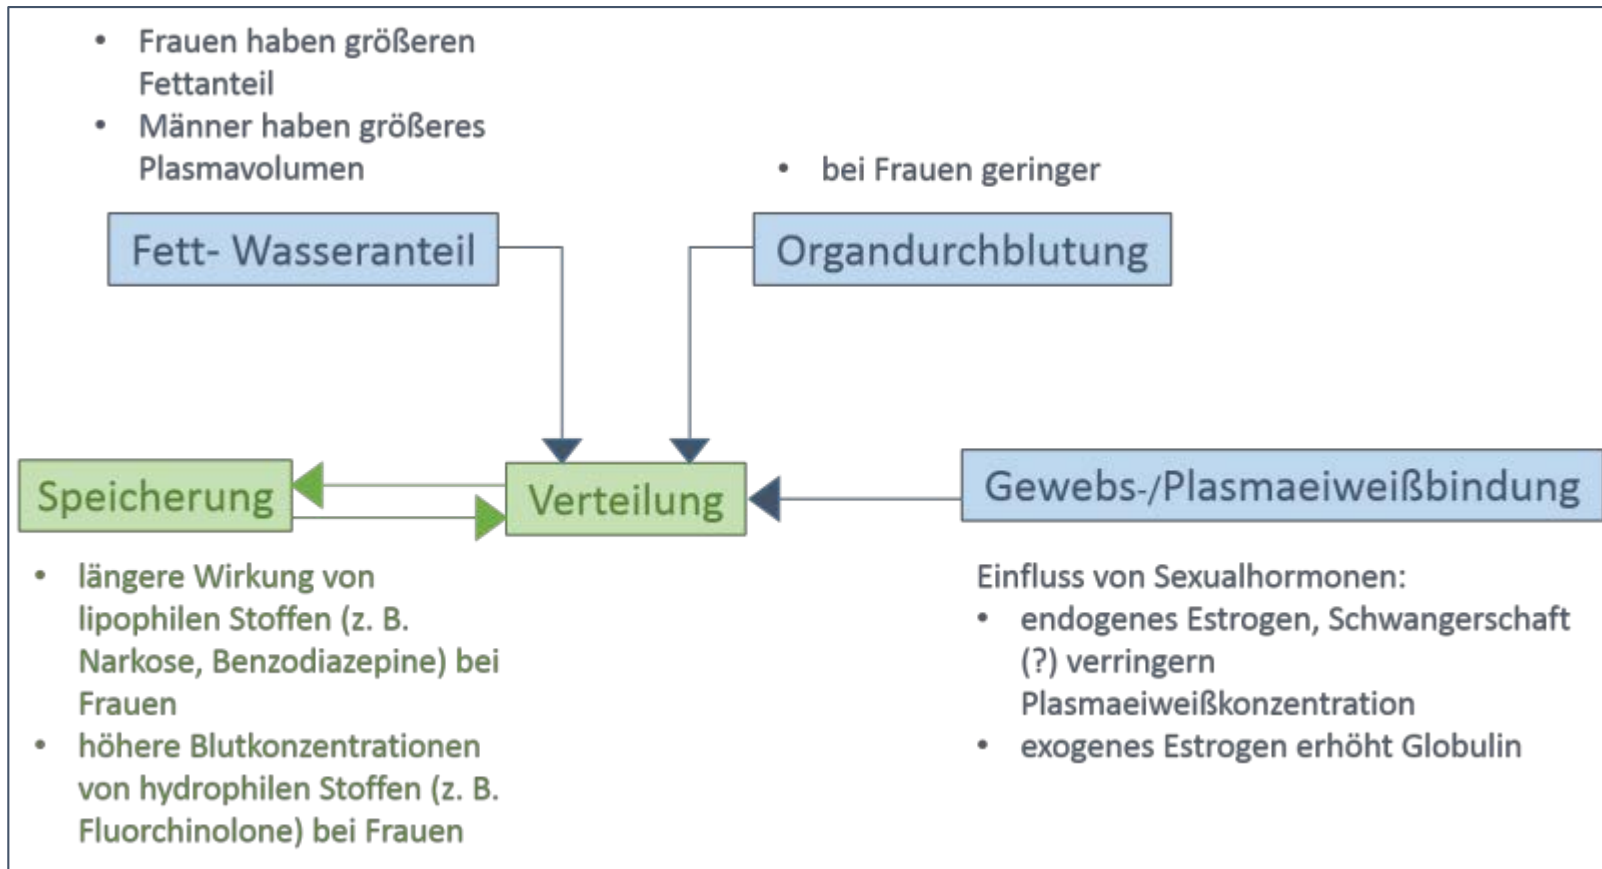 • Frauen haben größeren
Fettanteil
• Männer haben größeres
Plasmavolumen
• bei Frauen geringer
Fett- Wasseranteil
Organdurchblutung
Speicherung
Verteilung
Gewebs-/Plasmaeiweißbindung
• längere Wirkung von
lipophilen Stoffen (z. B.
Narkose, Benzodiazepine) bei
Frauen
• höhere Blutkonzentrationen
von hydrophilen Stoffen (z. B.
Fluorchinolone) bei Frauen
Einfluss von Sexualhormonen:
• endogenes Estrogen, Schwangerschaft
(?) verringern
Plasmaeiweißkonzentration
• exogenes Estrogen erhöht Globulin